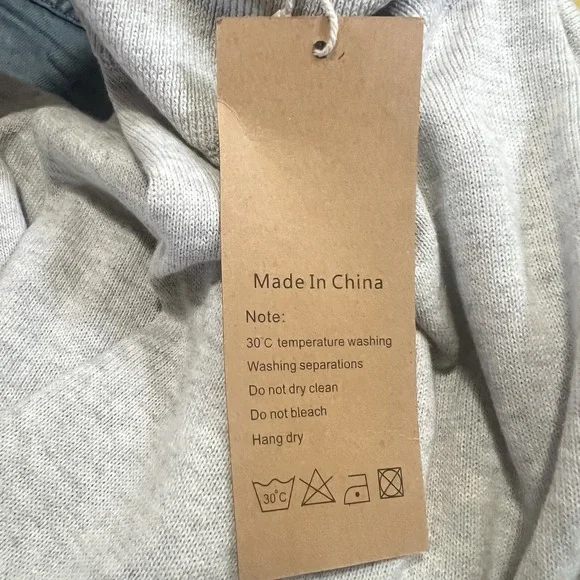 Made In China
Note:
30°C temperature washing
Washing separations
Do not dry clean
Do not bleach
Hang dry
30°C